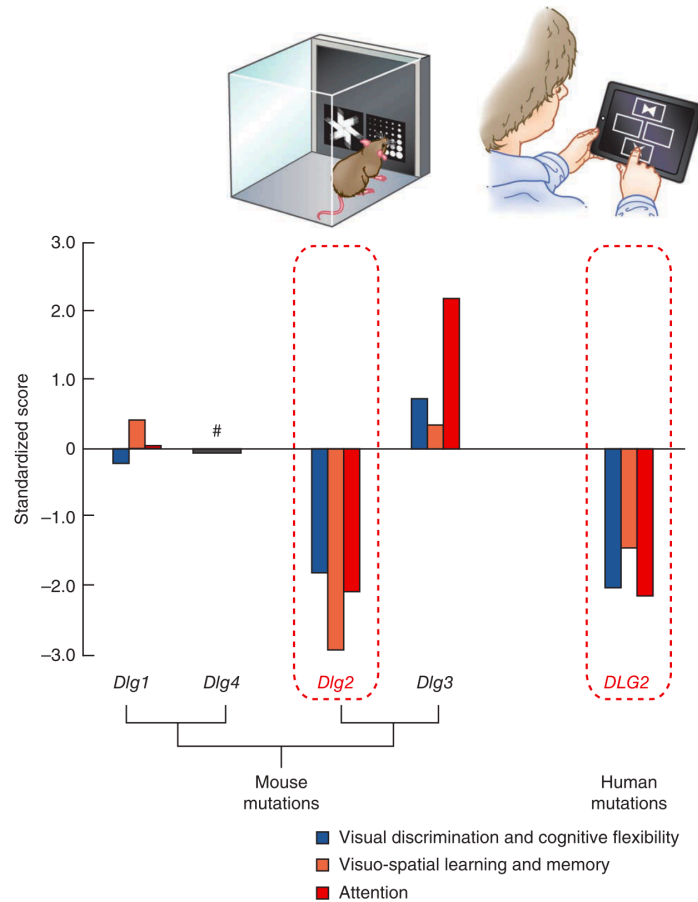 3.0
2.0
1.0
0
–1.0
–2.0
–3.0
Standardized score
#
Dlg1 Dlg4 Dlg2 Dlg3 DLG2
Mouse
mutations
Human
mutations
Visual discrimination and cognitive flexibility
Visuo-spatial learning and memory
Attention